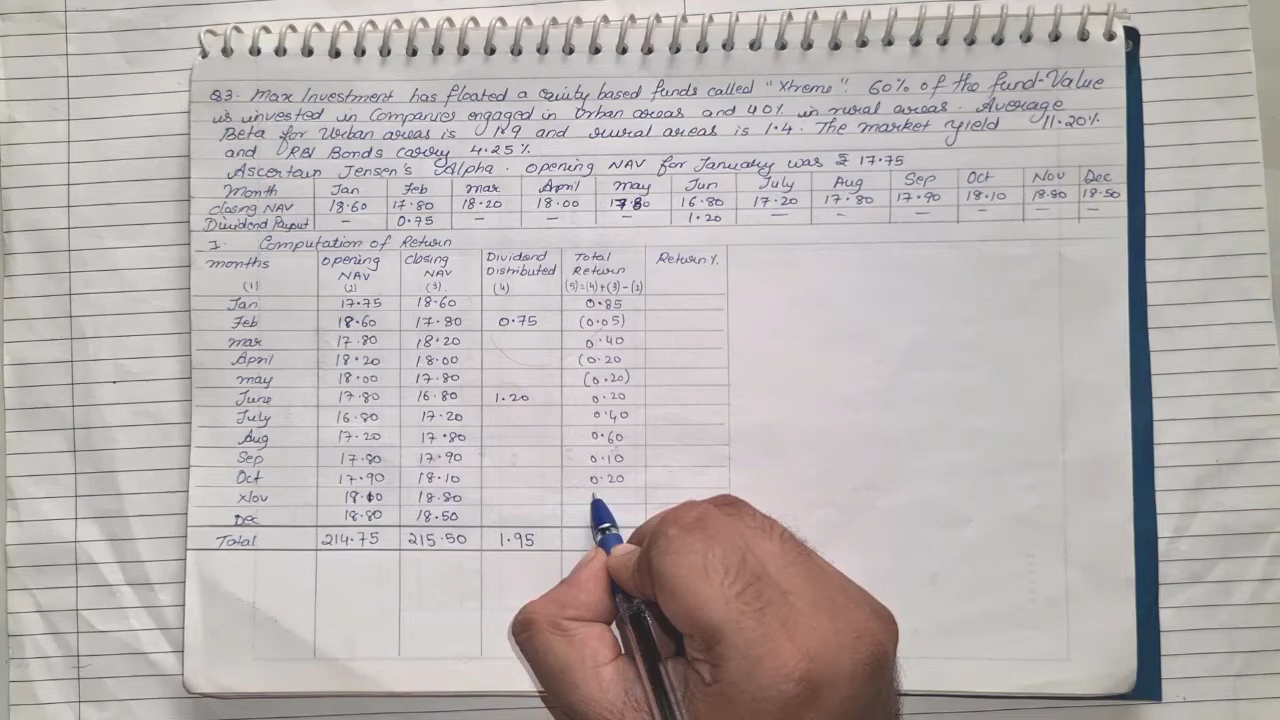 Q3. Max Investment has floated a equity based funds called "Xtreme". 60% of the fund-Value
is invested in Companies engaged in Urban areas and 40% in rural areas. Average
Beta for Urban areas is 1.9 and rural areas is 1.4. The market yield 11.20%
and RBI Bonds carry 4.25%.
Ascertain Jensen's Alpha. opening NAV for January was ₹ 17.75
Month Jan Feb mar April may Jun July Aug Sep Oct Nov Dec
closing NAV 18.60 17.80 18.20 18.00 17.80 16.80 17.20 17.80 17.90 18.10 18.80 18.50
Dividend Payout - 0.75 - - - 1.20 - - - - - -
I. Computation of Return
months opening NAV closing NAV Dividend Distributed Total Return Return %.
(1) (2) (3) (4) (5)=(4)+(3)-(2)
Jan 17.75 18.60 0.85
Feb 18.60 17.80 0.75 (0.05)
mar 17.80 18.20 0.40
April 18.20 18.00 (0.20
may 18.00 17.80 (0.20)
June 17.80 16.80 1.20 0.20
July 16.80 17.20 0.40
Aug 17.20 17.80 0.60
Sep 17.80 17.90 0.10
Oct 17.90 18.10 0.20
Nov 18.10 18.80
Dec 18.80 18.50
Total 214.75 215.50 1.95